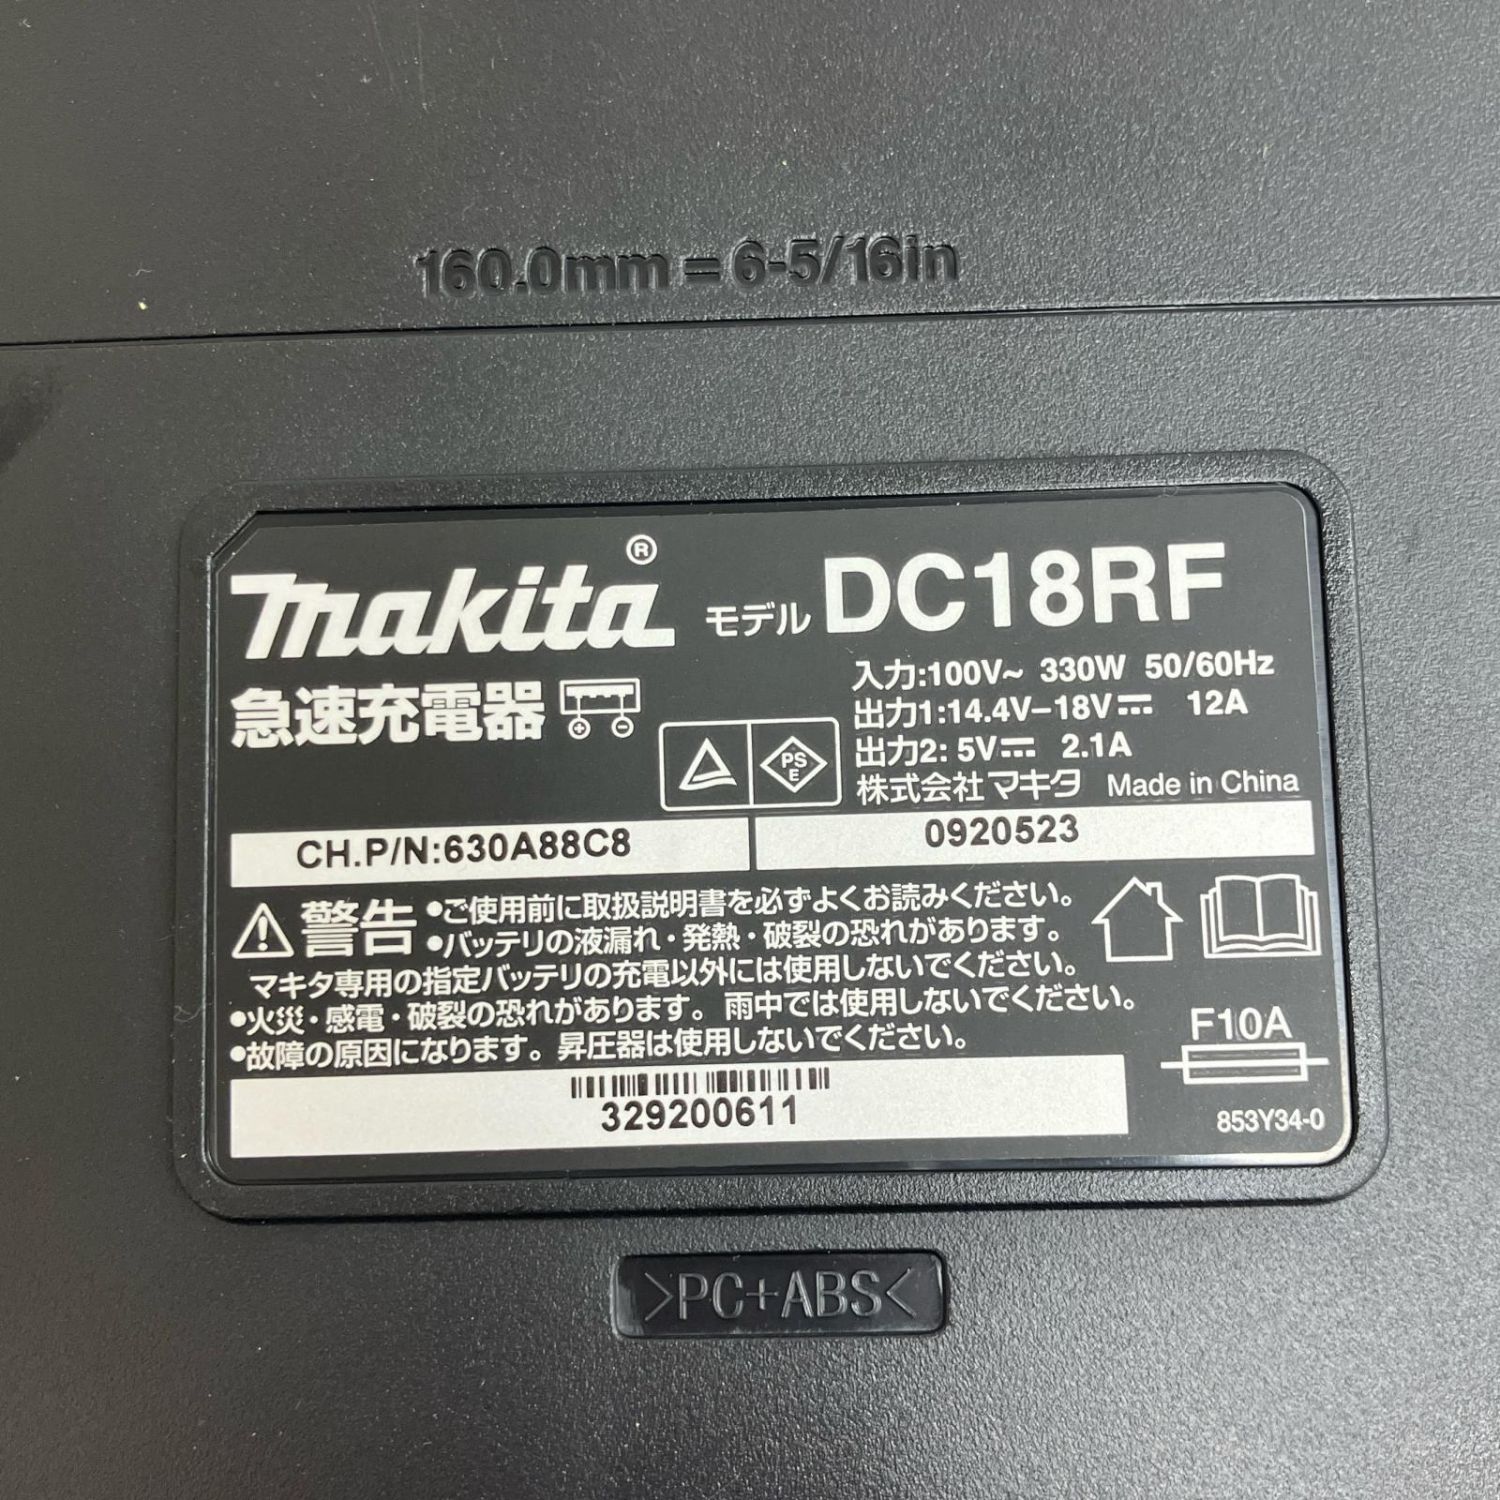 160.0mm = 6-5/16in
makita® モデル DC18RF
急速充電器
入力:100V~ 330W 50/60Hz
出力1:14.4V-18V⎓ 12A
出力2: 5V⎓ 2.1A
PS
E
株式会社マキタ Made in China
CH.P/N:630A88C8
0920523
警告 •ご使用前に取扱説明書を必ずよくお読みください。
•バッテリの液漏れ・発熱・破裂の恐れがあります。
マキタ専用の指定バッテリの充電以外には使用しないでください。
•火災・感電・破裂の恐れがあります。雨中では使用しないでください。
•故障の原因になります。昇圧器は使用しないでください。
F10A
329200611
853Y34-0
>PC+ABS<